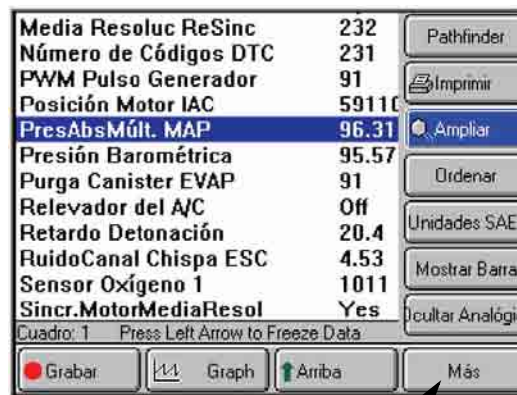 Media Resoluc ReSinc 232
Número de Códigos DTC 231
PWM Pulso Generador 91
Posición Motor IAC 5911
PresAbsMúlt. MAP 96.31
Presión Barométrica 95.57
Purga Canister EVAP 91
Relevador del A/C Off
Retardo Detonación 20.4
RuidoCanal Chispa ESC 4.53
Sensor Oxígeno 1 1011
Sincr.MotorMediaResol Yes
Cuadro: 1 Press Left Arrow to Freeze Data
Pathfinder
Imprimir
Ampliar
Ordenar
Unidades SAE
Mostrar Barra
Ocultar Analógi
Grabar Graph Arriba Más